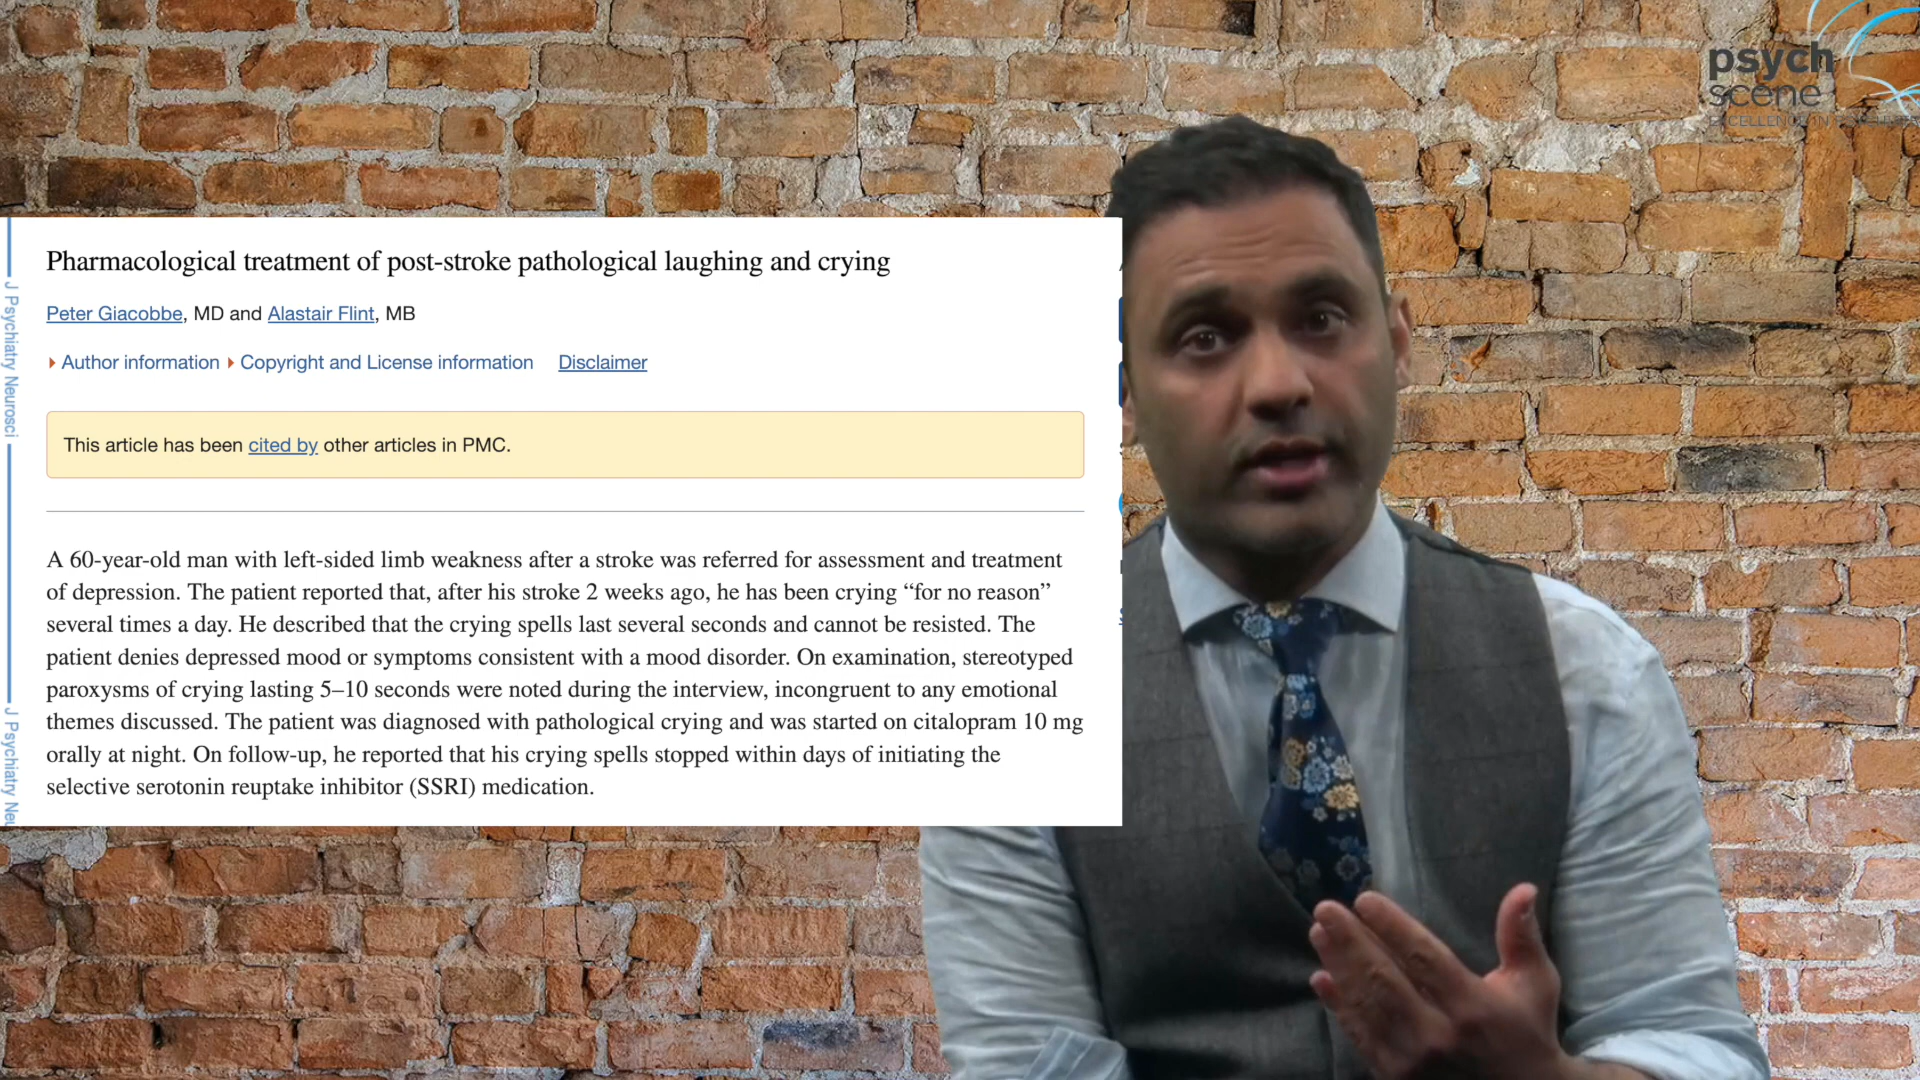 psych
scene
EXCELLENCE IN
Pharmacological treatment of post-stroke pathological laughing and crying
Peter Giacobbe, MD and Alastair Flint, MB
Author information Copyright and License information Disclaimer
This article has been cited by other articles in PMC.
A 60-year-old man with left-sided limb weakness after a stroke was referred for assessment and treatment
of depression. The patient reported that, after his stroke 2 weeks ago, he has been crying “for no reason”
several times a day. He described that the crying spells last several seconds and cannot be resisted. The
patient denies depressed mood or symptoms consistent with a mood disorder. On examination, stereotyped
paroxysms of crying lasting 5–10 seconds were noted during the interview, incongruent to any emotional
themes discussed. The patient was diagnosed with pathological crying and was started on citalopram 10 mg
orally at night. On follow-up, he reported that his crying spells stopped within days of initiating the
selective serotonin reuptake inhibitor (SSRI) medication.
J Psychiatry Neurosci
J Psychiatry Neu